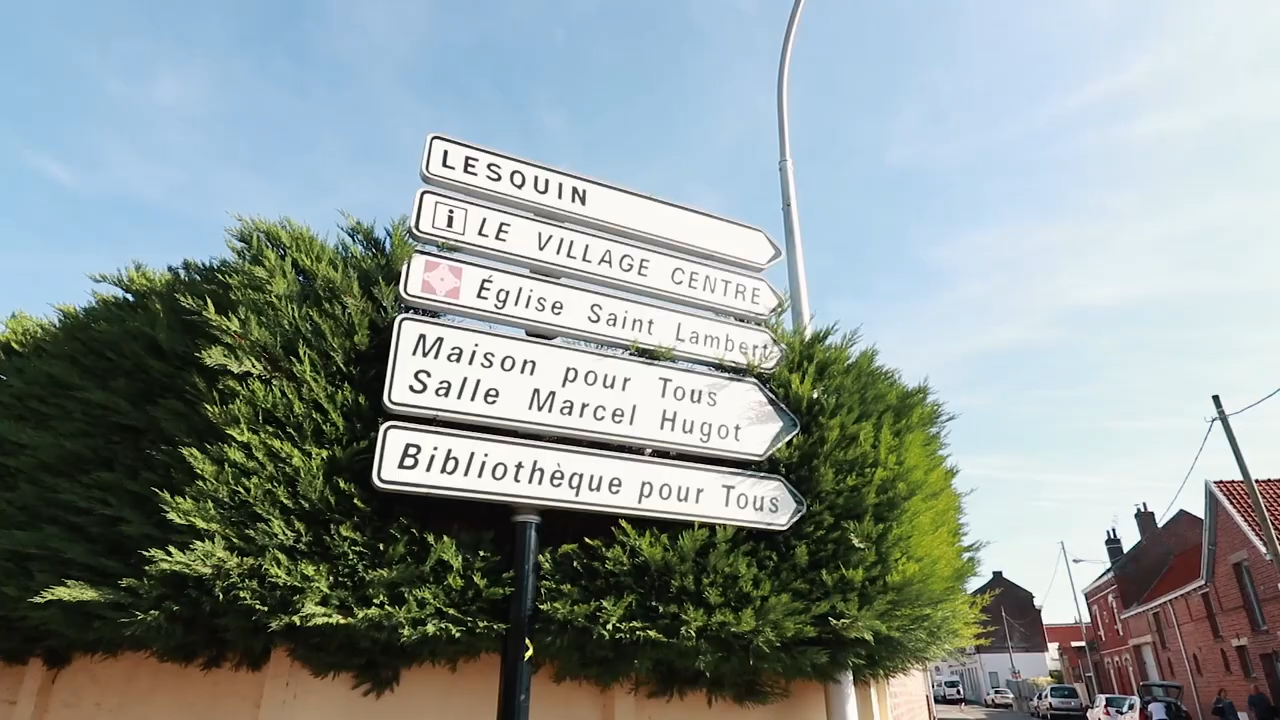 LESQUIN
i LE VILLAGE CENTRE
Église Saint Lambert
Maison pour Tous
Salle Marcel Hugot
Bibliothèque pour Tous